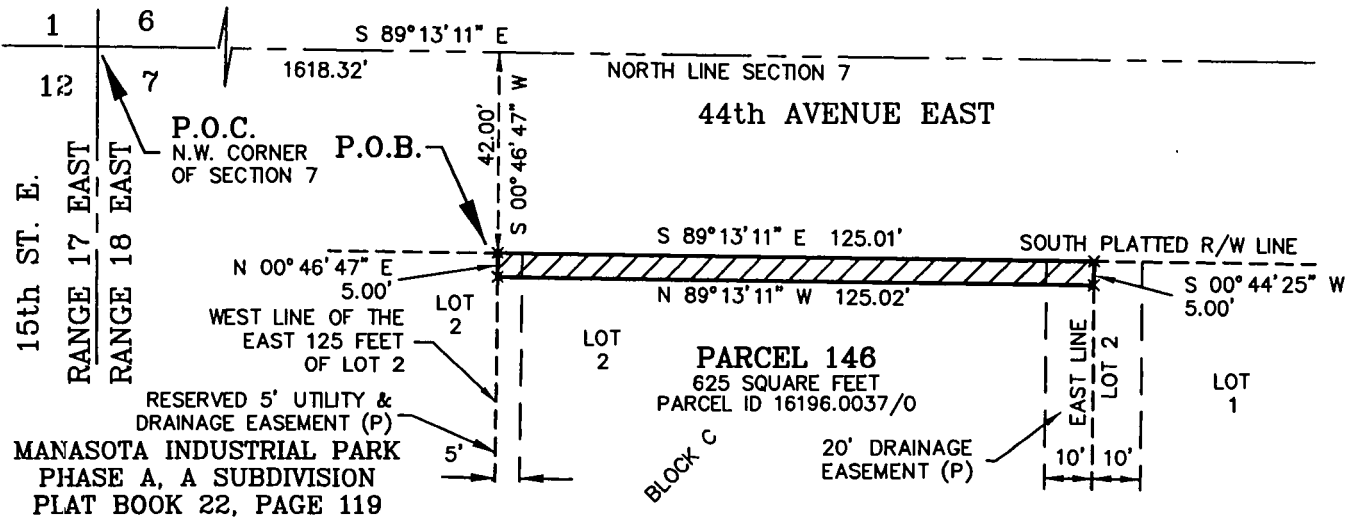 1 6
S 89°13'11" E
1618.32'
NORTH LINE SECTION 7
12 7
44th AVENUE EAST
P.O.C.
N.W. CORNER
OF SECTION 7
P.O.B.
42.00'
S 00°46'47" W
15th ST. E.
RANGE 17 EAST
RANGE 18 EAST
S 89°13'11" E 125.01'
SOUTH PLATTED R/W LINE
N 00°46'47" E
5.00'
N 89°13'11" W 125.02'
S 00°44'25" W
5.00'
WEST LINE OF THE
EAST 125 FEET
OF LOT 2
LOT
2
LOT
2
PARCEL 146
625 SQUARE FEET
PARCEL ID 16196.0037/0
EAST LINE
LOT 2
LOT
1
RESERVED 5' UTILITY &
DRAINAGE EASEMENT (P)
MANASOTA INDUSTRIAL PARK
PHASE A, A SUBDIVISION
PLAT BOOK 22, PAGE 119
5'
BLOCK C
20' DRAINAGE
EASEMENT (P)
10' 10'